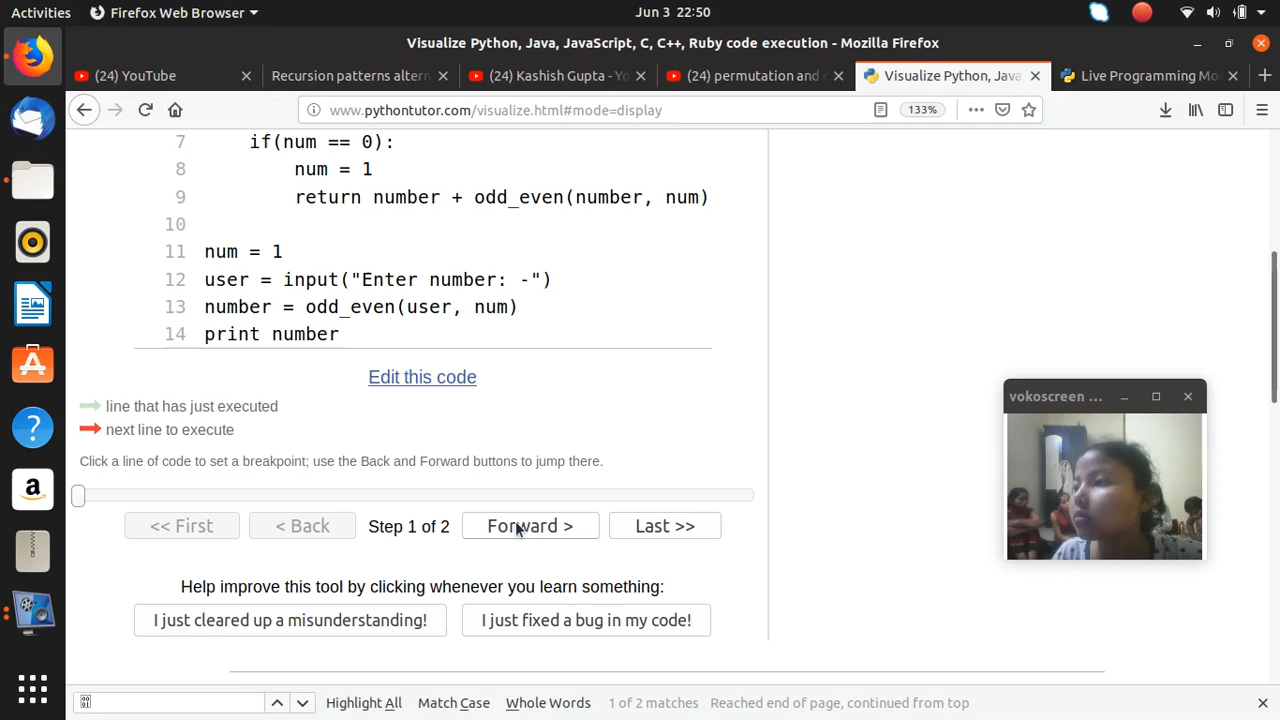 Activities
Firefox Web Browser
Jun 3 22:50
Visualize Python, Java, JavaScript, C, C++, Ruby code execution - Mozilla Firefox
(24) YouTube
Recursion patterns altern
(24) Kashish Gupta - Yo
(24) permutation and c
Visualize Python, Java,
Live Programming Mo
www.pythontutor.com/visualize.html#mode=display
133%
7 if(num == 0):
8 num = 1
9 return number + odd_even(number, num)
10
11 num = 1
12 user = input("Enter number: -")
13 number = odd_even(user, num)
14 print number
Edit this code
line that has just executed
next line to execute
Click a line of code to set a breakpoint; use the Back and Forward buttons to jump there.
<< First
< Back
Step 1 of 2
Forward >
Last >>
Help improve this tool by clicking whenever you learn something:
I just cleared up a misunderstanding!
I just fixed a bug in my code!
vokoscreen ...
Highlight All
Match Case
Whole Words
1 of 2 matches
Reached end of page, continued from top